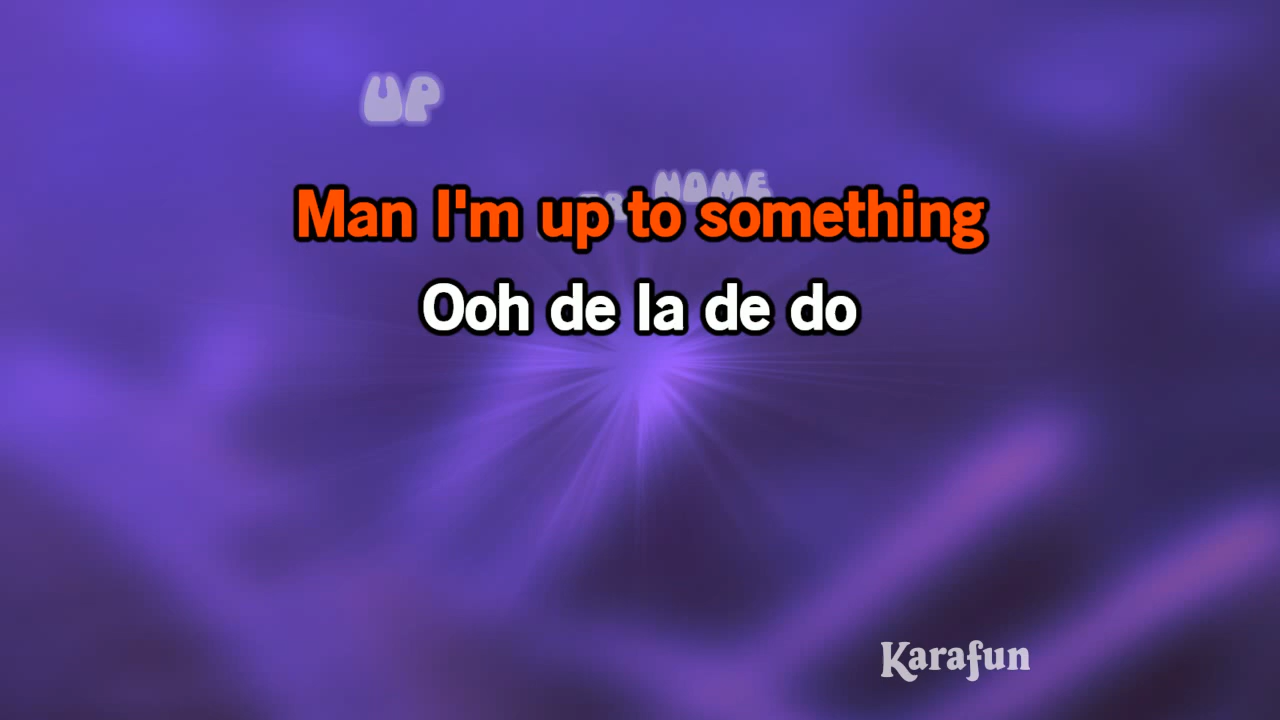 UP
HOME
Man I'm up to something
Ooh de la de do
Karafun